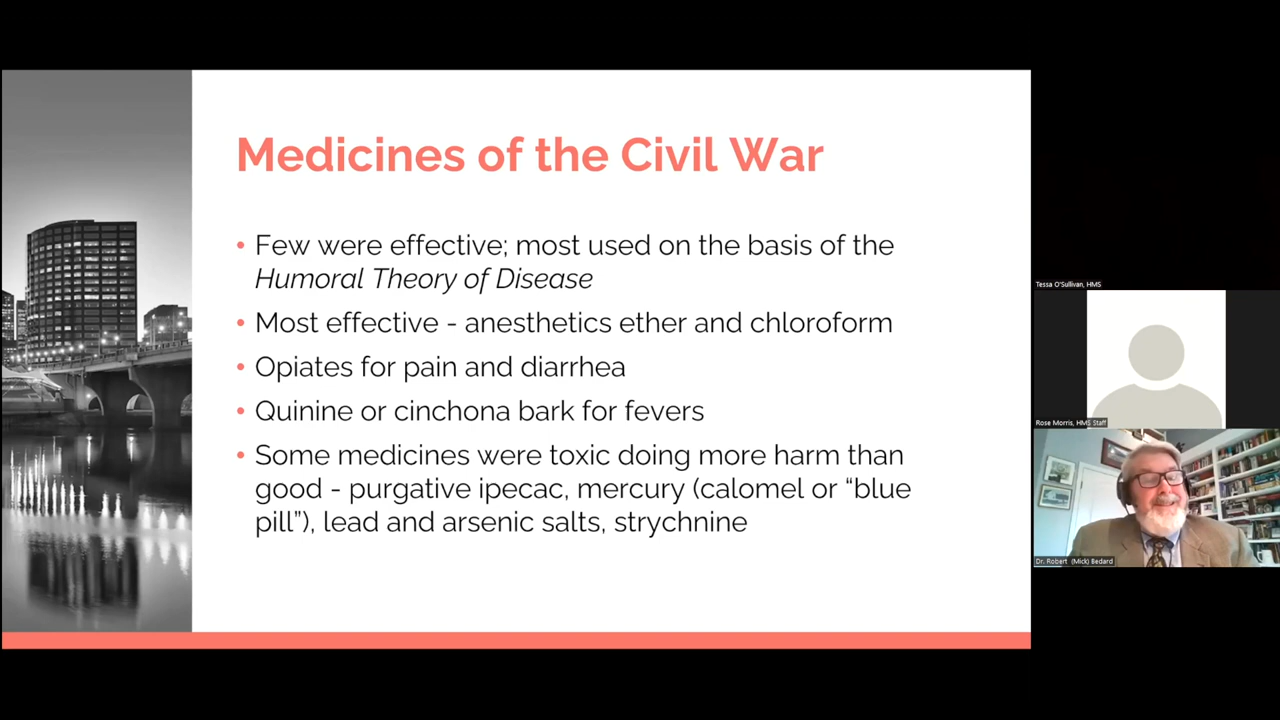 Medicines of the Civil War
• Few were effective; most used on the basis of the
Humoral Theory of Disease
• Most effective - anesthetics ether and chloroform
• Opiates for pain and diarrhea
• Quinine or cinchona bark for fevers
• Some medicines were toxic doing more harm than
good - purgative ipecac, mercury (calomel or “blue
pill”), lead and arsenic salts, strychnine
Tessa O'Sullivan, HMS
Rose Morris, HMS Staff
Dr. Robert (Mick) Bedard